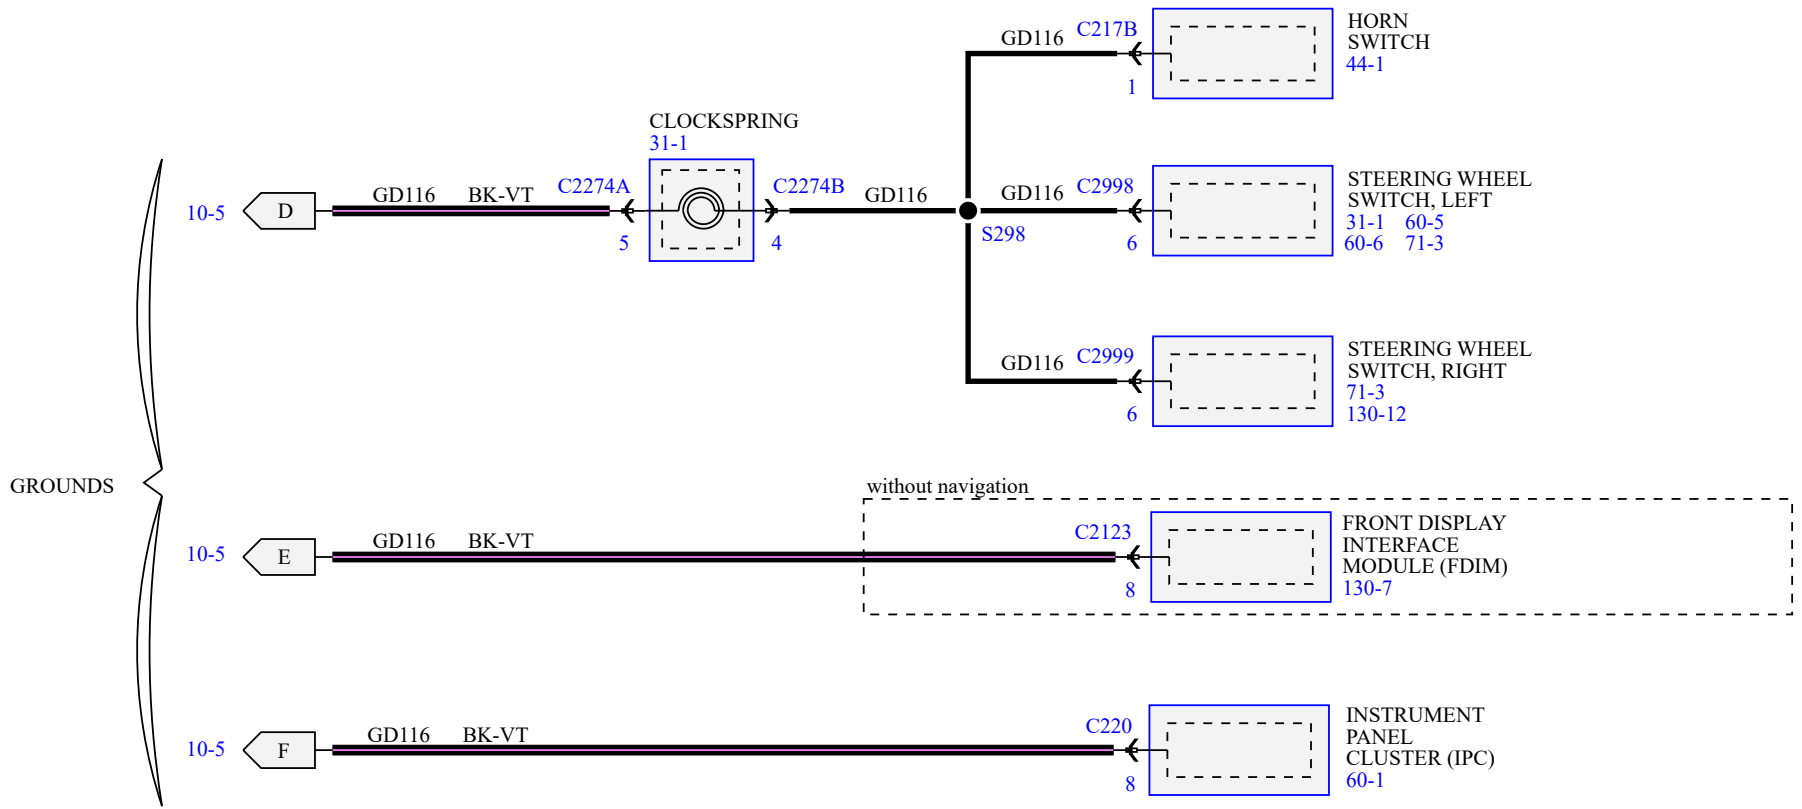 GD116
C217B
1
HORN
SWITCH
44-1
CLOCKSPRING
31-1
10-5
D
GD116 BK-VT
C2274A
5
C2274B
4
GD116
S298
GD116
C2998
6
STEERING WHEEL
SWITCH, LEFT
31-1 60-5
60-6 71-3
GD116
C2999
6
STEERING WHEEL
SWITCH, RIGHT
71-3
130-12
GROUNDS
without navigation
10-5
E
GD116 BK-VT
C2123
8
FRONT DISPLAY
INTERFACE
MODULE (FDIM)
130-7
10-5
F
GD116 BK-VT
C220
8
INSTRUMENT
PANEL
CLUSTER (IPC)
60-1